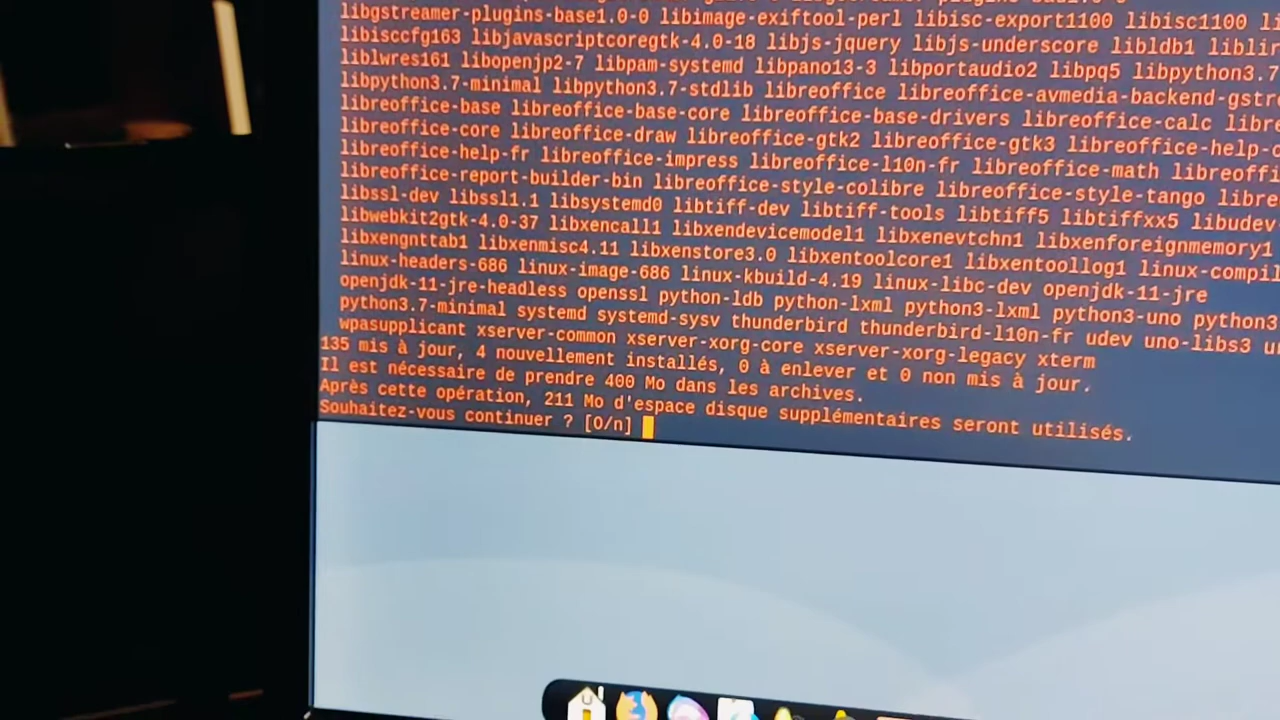 libgstreamer-plugins-base1.0-0 libimage-exiftool-perl libisc-export1100 libisc1100
libisccfg163 libjavascriptcoregtk-4.0-18 libjs-jquery libjs-underscore libldb1
liblwres161 libopenjp2-7 libpam-systemd libpano13-3 libportaudio2 libpq5 libpython3.7
libpython3.7-minimal libpython3.7-stdlib libreoffice
libreoffice-base libreoffice-base-core libreoffice-base-drivers libreoffice-calc
libreoffice-core libreoffice-draw libreoffice-gtk2 libreoffice-gtk3
libreoffice-help-fr libreoffice-impress libreoffice-l10n-fr libreoffice-math
libreoffice-report-builder-bin libreoffice-style-colibre libreoffice-style-tango
libssl-dev libssl1.1 libsystemd0 libtiff-dev libtiff-tools libtiff5 libtiffxx5
libwebkit2gtk-4.0-37 libxencall1 libxendevicemodel1 libxenevtchn1 libxenforeignmemory1
libxengnttab1 libxenmisc4.11 libxenstore3.0 libxentoolcore1 libxentoollog1
linux-headers-686 linux-image-686 linux-kbuild-4.19 linux-libc-dev openjdk-11-jre
openjdk-11-jre-headless openssl python-ldb python-lxml python3-lxml python3-uno
python3.7-minimal systemd systemd-sysv thunderbird thunderbird-l10n-fr udev uno-libs3
wpasupplicant xserver-common xserver-xorg-core xserver-xorg-legacy xterm
135 mis à jour, 4 nouvellement installés, 0 à enlever et 0 non mis à jour.
Il est nécessaire de prendre 400 Mo dans les archives.
Après cette opération, 211 Mo d'espace disque supplémentaires seront utilisés.
Souhaitez-vous continuer ? [O/n]